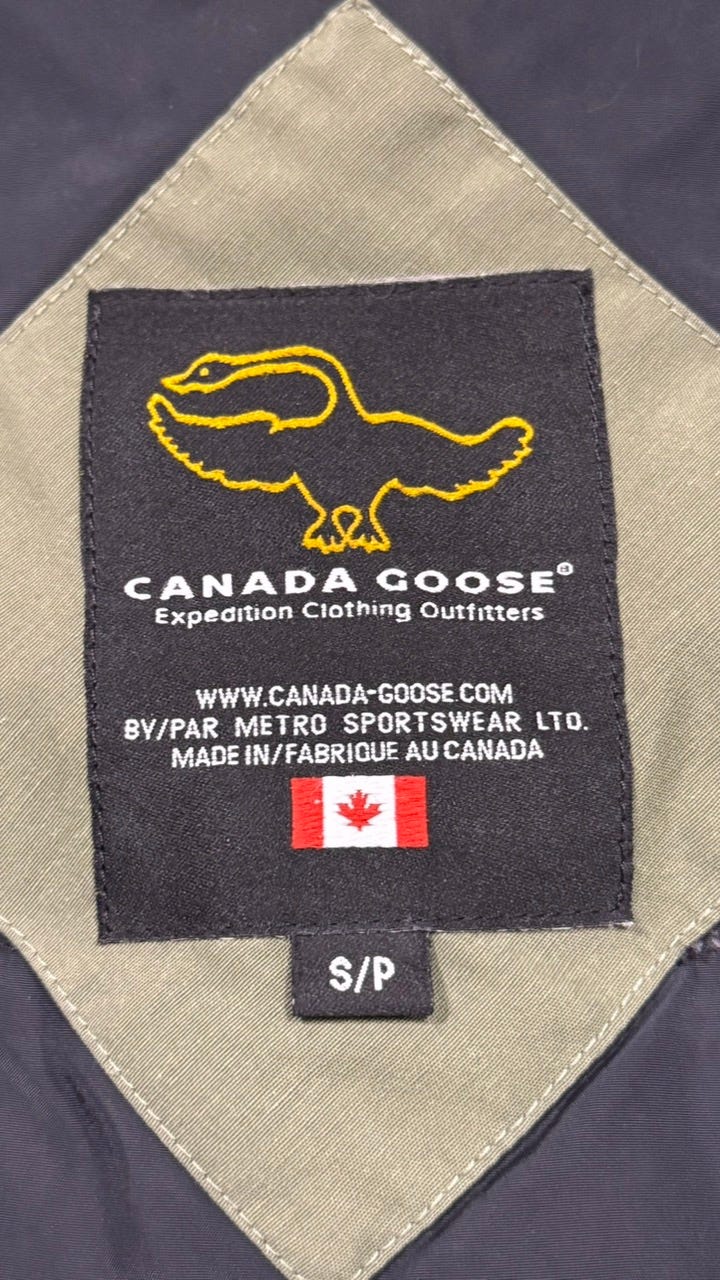 CANADA GOOSE®
Expedition Clothing Outfitters
WWW.CANADA-GOOSE.COM
BY/PAR METRO SPORTSWEAR LTD.
MADE IN/FABRIQUE AU CANADA
S/P